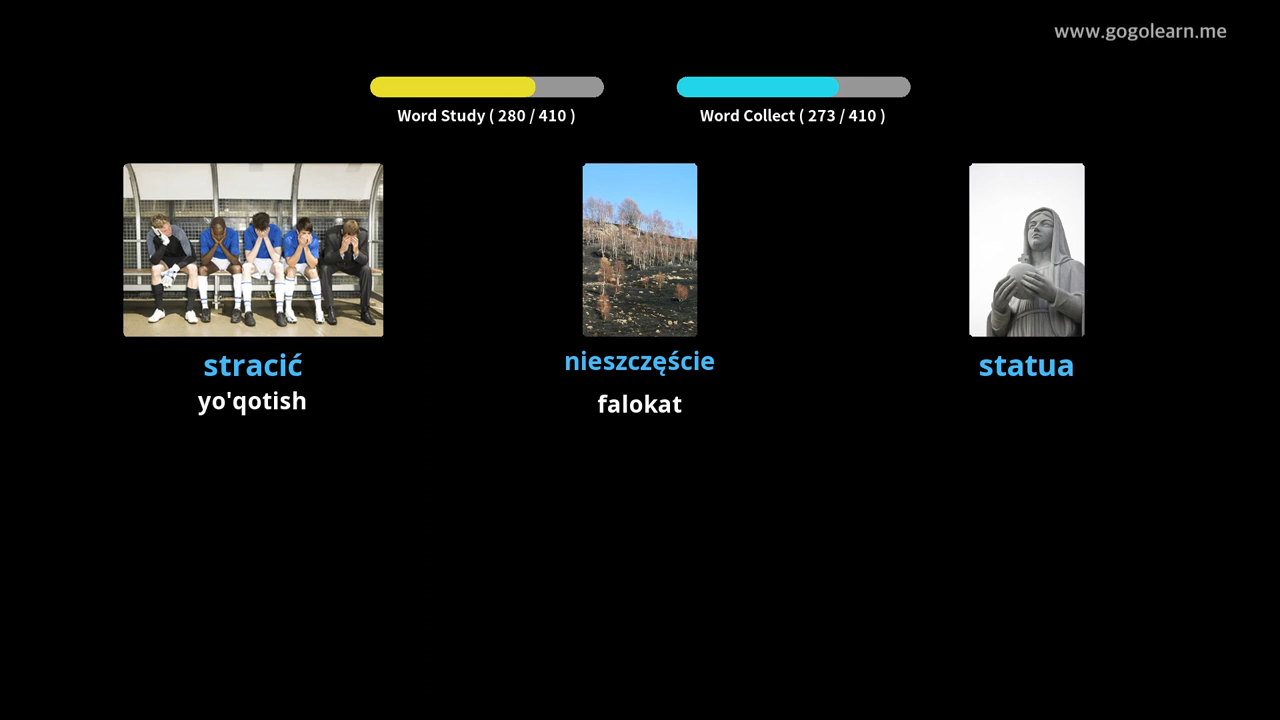 www.gogolearn.me
Word Study ( 280 / 410 )
Word Collect ( 273 / 410 )
stracić
yo'qotish
nieszczęście
falokat
statua